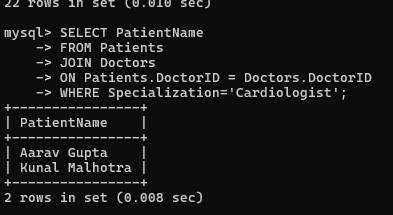 22 rows in set (0.010 sec)
mysql> SELECT PatientName
    -> FROM Patients
    -> JOIN Doctors
    -> ON Patients.DoctorID = Doctors.DoctorID
    -> WHERE Specialization='Cardiologist';
+----------------+
| PatientName    |
+----------------+
| Aarav Gupta    |
| Kunal Malhotra |
+----------------+
2 rows in set (0.008 sec)